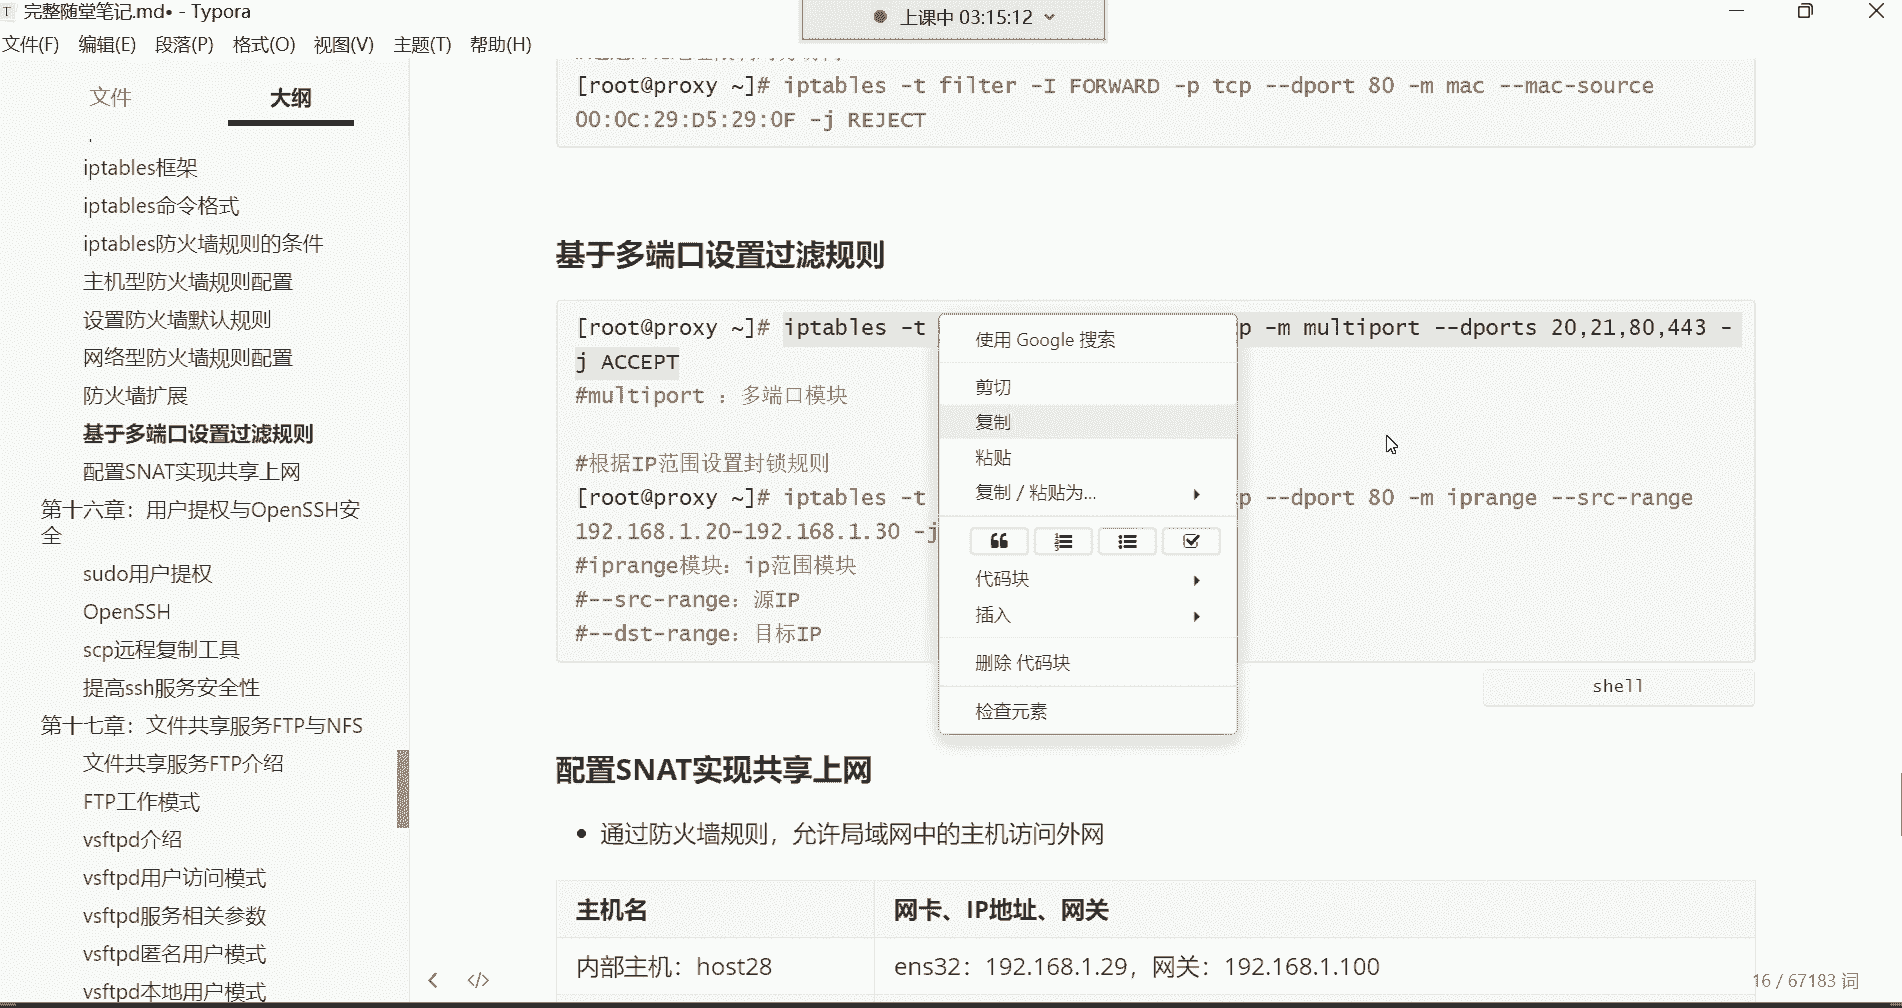 完整随堂笔记.md• - Typora
上课中 03:15:12
文件(F) 编辑(E) 段落(P) 格式(O) 视图(V) 主题(T) 帮助(H)
文件 大纲
iptables框架
iptables命令格式
iptables防火墙规则的条件
主机型防火墙规则配置
设置防火墙默认规则
网络型防火墙规则配置
防火墙扩展
基于多端口设置过滤规则
配置SNAT实现共享上网
第十六章：用户提权与OpenSSH安
全
sudo用户提权
OpenSSH
scp远程复制工具
提高ssh服务安全性
第十七章：文件共享服务FTP与NFS
文件共享服务FTP介绍
FTP工作模式
vsftpd介绍
vsftpd用户访问模式
vsftpd服务相关参数
vsftpd匿名用户模式
vsftpd本地用户模式
[root@proxy ~]# iptables -t filter -I FORWARD -p tcp --dport 80 -m mac --mac-source
00:0C:29:D5:29:0F -j REJECT
基于多端口设置过滤规则
[root@proxy ~]# iptables -t p -m multiport --dports 20,21,80,443 -
j ACCEPT
#multiport ：多端口模块
#根据IP范围设置封锁规则
[root@proxy ~]# iptables -t p --dport 80 -m iprange --src-range
192.168.1.20-192.168.1.30 -j
#iprange模块：ip范围模块
#--src-range：源IP
#--dst-range：目标IP
shell
使用 Google 搜索
剪切
复制
粘贴
复制 / 粘贴为...
代码块
插入
删除 代码块
检查元素
配置SNAT实现共享上网
• 通过防火墙规则，允许局域网中的主机访问外网
主机名 网卡、IP地址、网关
内部主机：host28 ens32：192.168.1.29，网关：192.168.1.100
16 / 67183 词